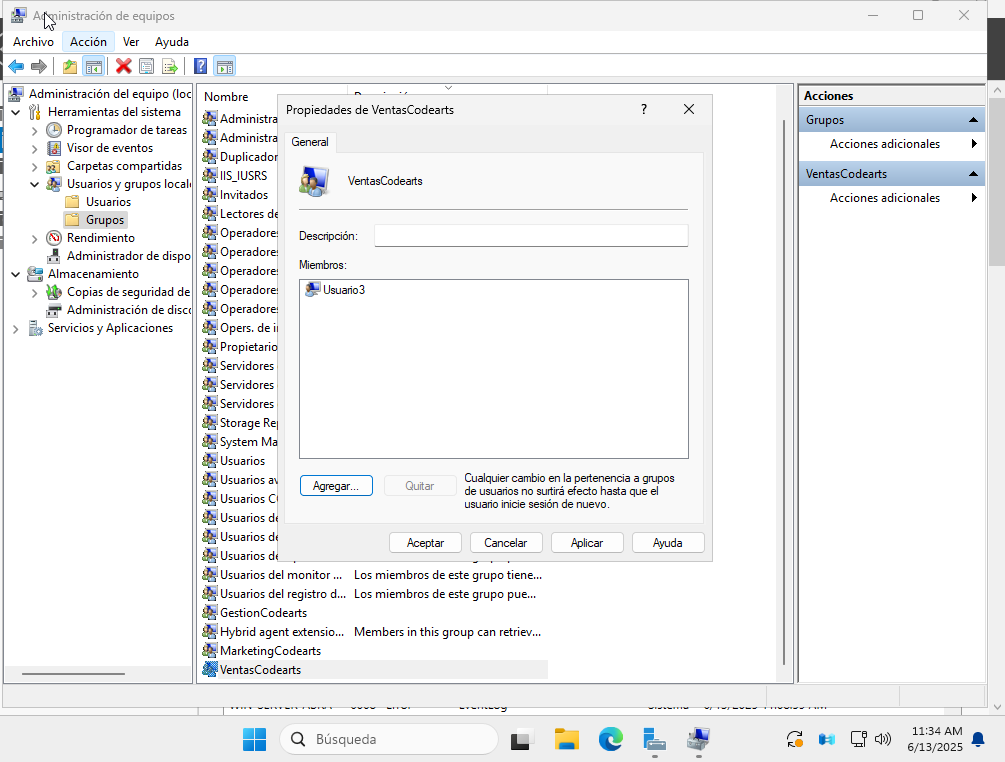 Administración de equipos
Archivo Acción Ver Ayuda
Administración del equipo (loc
Herramientas del sistema
Programador de tareas
Visor de eventos
Carpetas compartidas
Usuarios y grupos locale
Usuarios
Grupos
Rendimiento
Administrador de dispo
Almacenamiento
Copias de seguridad de
Administración de disco
Servicios y Aplicaciones
Nombre
Administra
Administra
Duplicador
IIS_IUSRS
Invitados
Lectores de
Operadores
Operadores
Operadores
Operadores
Operadores
Opers. de i
Propietario
Servidores
Servidores
Servidores
Storage Rep
System Ma
Usuarios
Usuarios av
Usuarios CO
Usuarios de
Usuarios de
Usuarios de
Usuarios del monitor ... Los miembros de este grupo tiene...
Usuarios del registro d... Los miembros de este grupo pue...
GestionCodearts
Hybrid agent extensio... Members in this group can retriev...
MarketingCodearts
VentasCodearts
Propiedades de VentasCodearts ?
General
VentasCodearts
Descripción:
Miembros:
Usuario3
Agregar...
Quitar
Cualquier cambio en la pertenencia a grupos
de usuarios no surtirá efecto hasta que el
usuario inicie sesión de nuevo.
Aceptar
Cancelar
Aplicar
Ayuda
Acciones
Grupos
Acciones adicionales
VentasCodearts
Acciones adicionales
Búsqueda
11:34 AM
6/13/2025